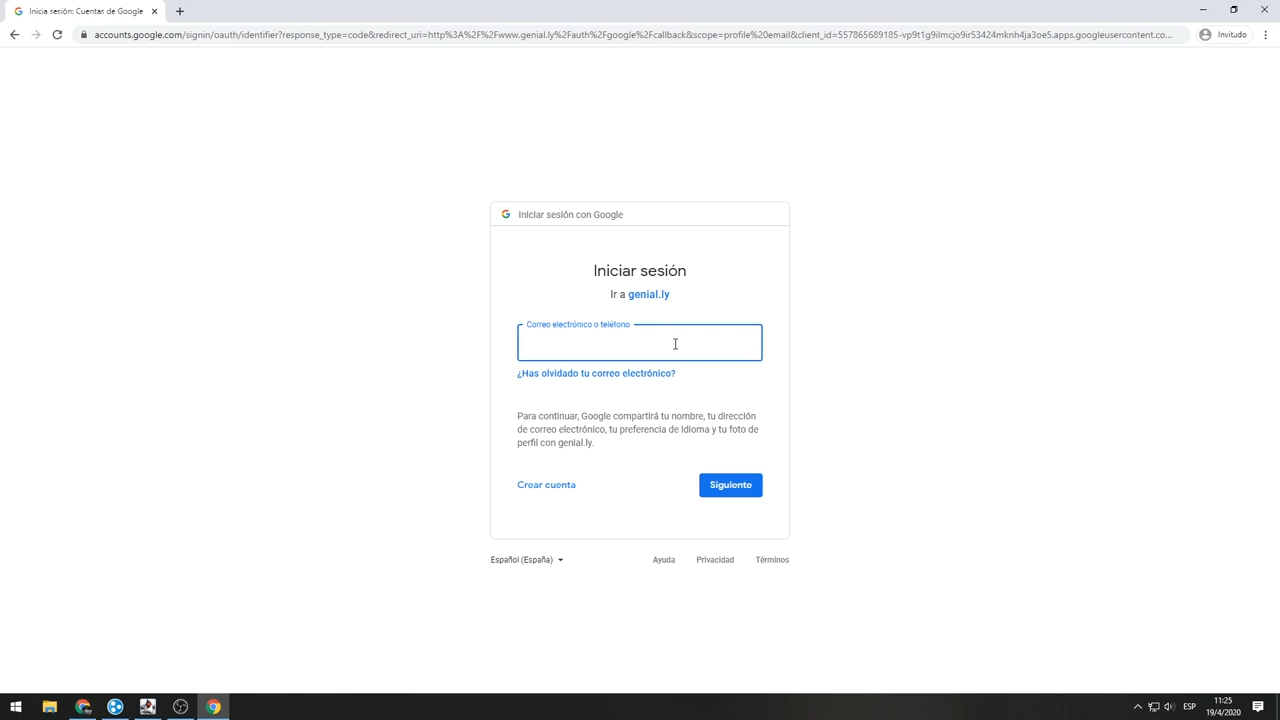 Inicia sesión: Cuentas de Google
accounts.google.com/signin/oauth/identifier?response_type=code&redirect_uri=http%3A%2F%2Fwww.genial.ly%2Fauth%2Fgoogle%2Fcallback&scope=profile%20email&client_id=557865689185-vp9t1g9ilmcjo9ir53424mknh4ja3oe5.apps.googleusercontent.co...
Invitudo
Iniciar sesión con Google
Iniciar sesión
Ir a genial.ly
Correo electrónico o teléfono
¿Has olvidado tu correo electrónico?
Para continuar, Google compartirá tu nombre, tu dirección
de correo electrónico, tu preferencia de idioma y tu foto de
perfil con genial.ly.
Crear cuenta
Siguiente
Español (España)
Ayuda
Privacidad
Términos
ESP
11:25
19/4/2020